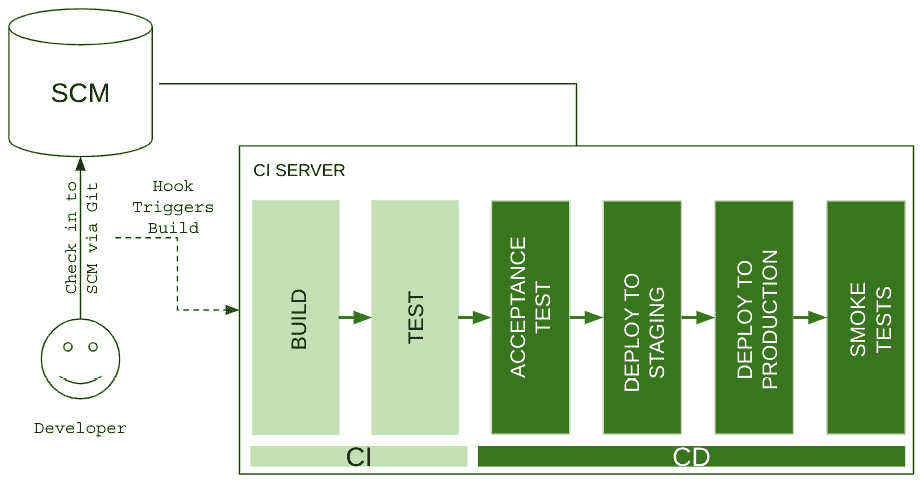 SCM
Check in to
SCM via Git
Hook
Triggers
Build
Developer
CI SERVER
BUILD
TEST
ACCEPTANCE
TEST
DEPLOY TO
STAGING
DEPLOY TO
PRODUCTION
SMOKE
TESTS
CI
CD